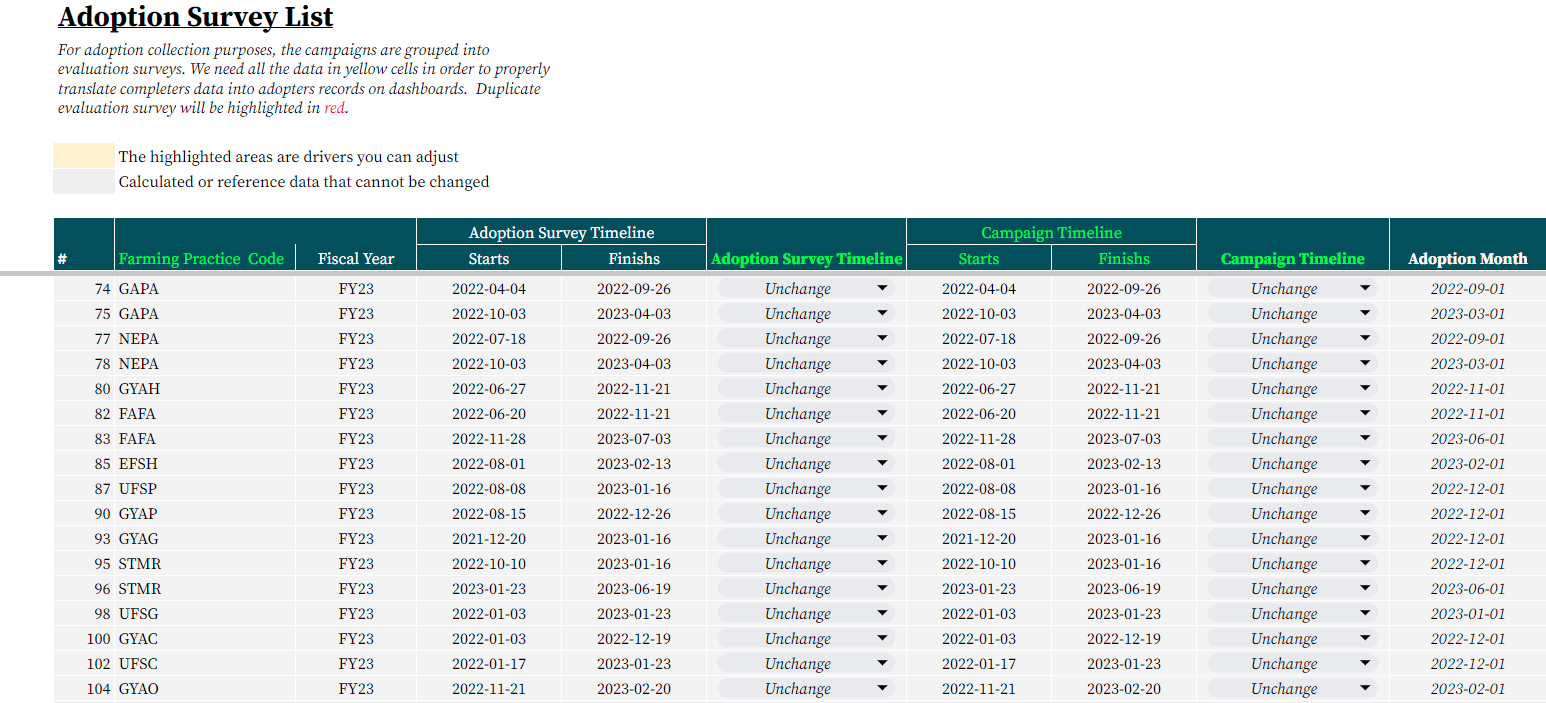 Adoption Survey List
For adoption collection purposes, the campaigns are grouped into
evaluation surveys. We need all the data in yellow cells in order to properly
translate completers data into adopters records on dashboards. Duplicate
evaluation survey will be highlighted in red.
The highlighted areas are drivers you can adjust
Calculated or reference data that cannot be changed
Adoption Survey Timeline Campaign Timeline
# Farming Practice Code Fiscal Year Starts Finishs Adoption Survey Timeline Starts Finishs Campaign Timeline Adoption Month
74 GAPA FY23 2022-04-04 2022-09-26 Unchange 2022-04-04 2022-09-26 Unchange 2022-09-01
75 GAPA FY23 2022-10-03 2023-04-03 Unchange 2022-10-03 2023-04-03 Unchange 2023-03-01
77 NEPA FY23 2022-07-18 2022-09-26 Unchange 2022-07-18 2022-09-26 Unchange 2022-09-01
78 NEPA FY23 2022-10-03 2023-04-03 Unchange 2022-10-03 2023-04-03 Unchange 2023-03-01
80 GYAH FY23 2022-06-27 2022-11-21 Unchange 2022-06-27 2022-11-21 Unchange 2022-11-01
82 FAFA FY23 2022-06-20 2022-11-21 Unchange 2022-06-20 2022-11-21 Unchange 2022-11-01
83 FAFA FY23 2022-11-28 2023-07-03 Unchange 2022-11-28 2023-07-03 Unchange 2023-06-01
85 EFSH FY23 2022-08-01 2023-02-13 Unchange 2022-08-01 2023-02-13 Unchange 2023-02-01
87 UFSP FY23 2022-08-08 2023-01-16 Unchange 2022-08-08 2023-01-16 Unchange 2022-12-01
90 GYAP FY23 2022-08-15 2022-12-26 Unchange 2022-08-15 2022-12-26 Unchange 2022-12-01
93 GYAG FY23 2021-12-20 2023-01-16 Unchange 2021-12-20 2023-01-16 Unchange 2022-12-01
95 STMR FY23 2022-10-10 2023-01-16 Unchange 2022-10-10 2023-01-16 Unchange 2022-12-01
96 STMR FY23 2023-01-23 2023-06-19 Unchange 2023-01-23 2023-06-19 Unchange 2023-06-01
98 UFSG FY23 2022-01-03 2023-01-23 Unchange 2022-01-03 2023-01-23 Unchange 2023-01-01
100 GYAC FY23 2022-01-03 2022-12-19 Unchange 2022-01-03 2022-12-19 Unchange 2022-12-01
102 UFSC FY23 2022-01-17 2023-01-23 Unchange 2022-01-17 2023-01-23 Unchange 2022-12-01
104 GYAO FY23 2022-11-21 2023-02-20 Unchange 2022-11-21 2023-02-20 Unchange 2023-02-01